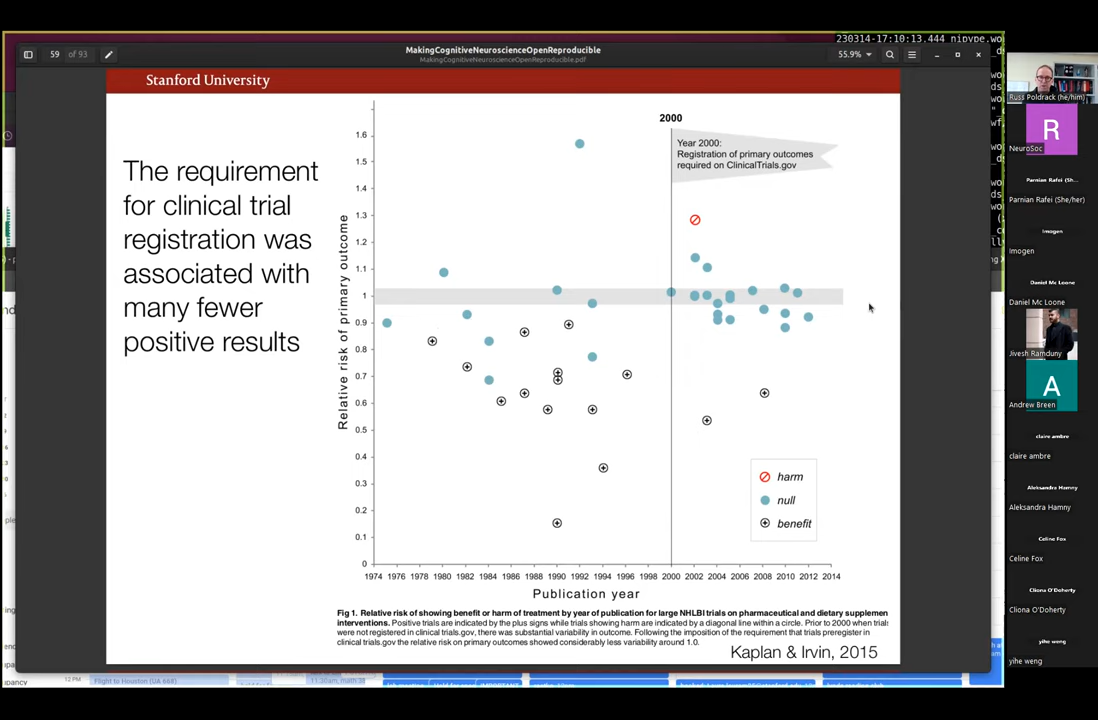 230314-17:10:13,444 nipype.wo
59 of 93
MakingCognitiveNeuroscienceOpenReproducible
MakingCognitiveNeuroscienceOpenReproducible.pdf
55.9%
Stanford University
The requirement
for clinical trial
registration was
associated with
many fewer
positive results
2000
Year 2000:
Registration of primary outcomes
required on ClinicalTrials.gov
Relative risk of primary outcome
1.6
1.5
1.4
1.3
1.2
1.1
1
0.9
0.8
0.7
0.6
0.5
0.4
0.3
0.2
0.1
0
harm
null
benefit
1974 1976 1978 1980 1982 1984 1986 1988 1990 1992 1994 1996 1998 2000 2002 2004 2006 2008 2010 2012 2014
Publication year
Fig 1. Relative risk of showing benefit or harm of treatment by year of publication for large NHLBI trials on pharmaceutical and dietary supplemen
interventions. Positive trials are indicated by the plus signs while trials showing harm are indicated by a diagonal line within a circle. Prior to 2000 when trials
were not registered in clinical trials.gov, there was substantial variability in outcome. Following the imposition of the requirement that trials preregister in
clinical trials.gov the relative risk on primary outcomes showed considerably less variability around 1.0.
Kaplan & Irvin, 2015
12 PM
Flight to Houston (UA 668)
Russ Poldrack (he/him)
R
NeuroSoc
Parnian Rafei (Sh...
Parnian Rafei (She/her)
Imogen
Imogen
Daniel Mc Loone
Daniel Mc Loone
Jivesh Ramduny
A
Andrew Breen
claire ambre
claire ambre
Aleksandra Hamny
Aleksandra Hamny
Celine Fox
Celine Fox
Cliona O'Doherty
Cliona O'Doherty
yihe weng
yihe weng